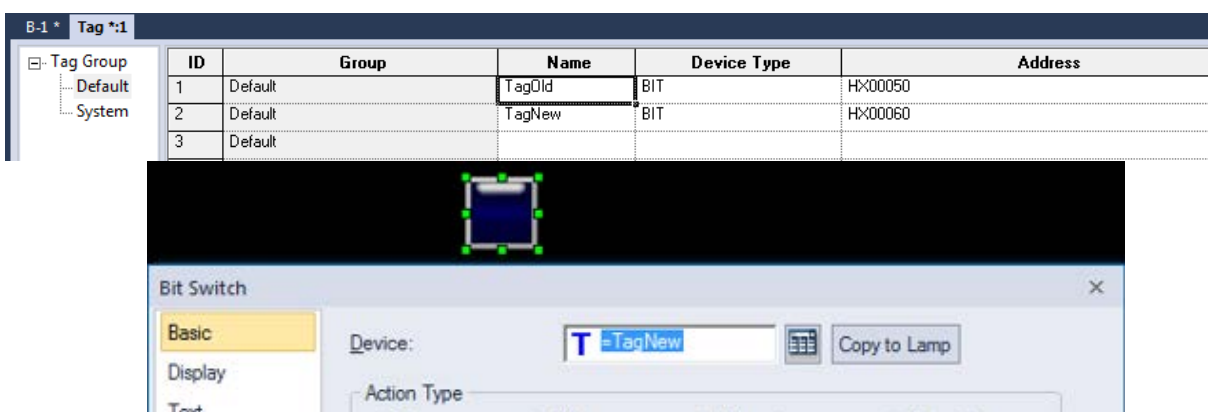 B-1 * Tag *:1
Tag Group
Default
System
ID Group Name Device Type Address
1 Default TagOld BIT HX00050
2 Default TagNew BIT HX00060
3 Default
Bit Switch ×
Basic
Display
Text
Device: T =TagNew Copy to Lamp
Action Type